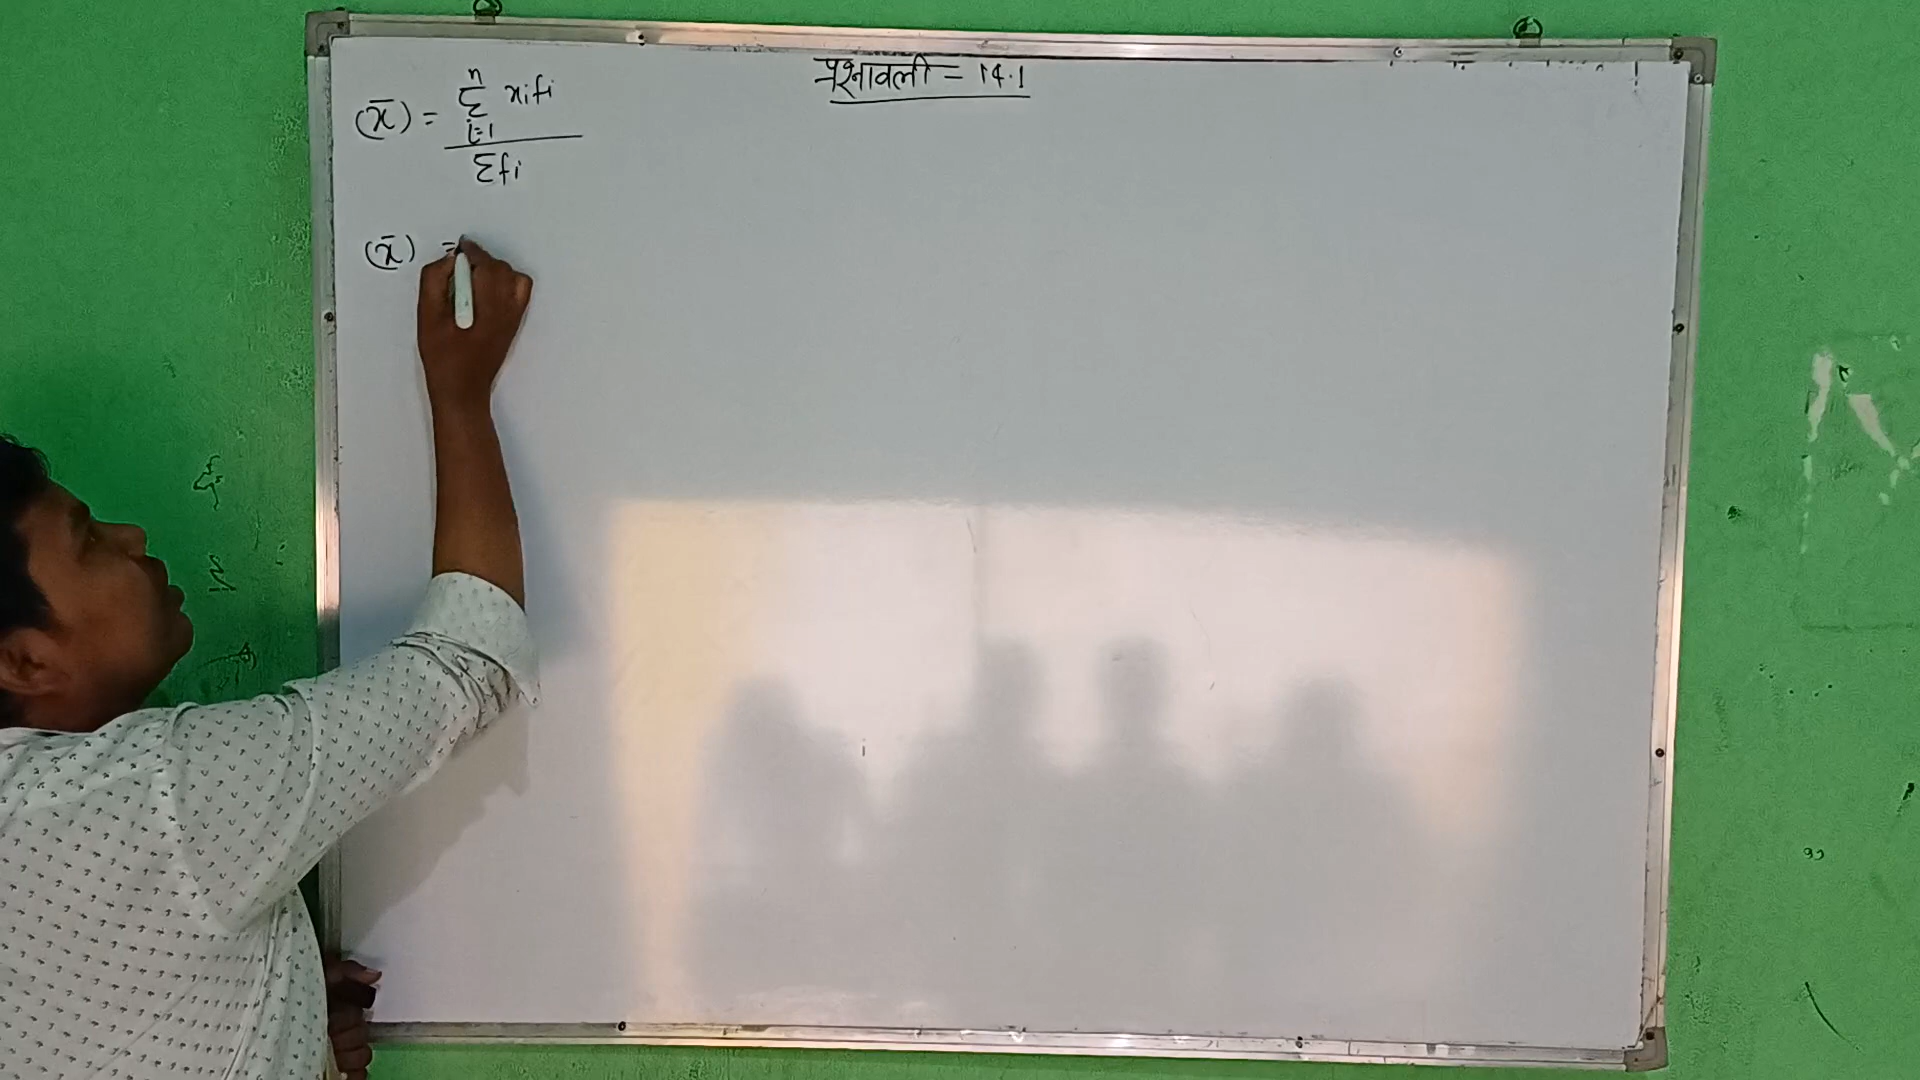 प्रश्नावली = 14.1
(x̄) = n Σ i=1 xifi
Σfi
(x̄) =